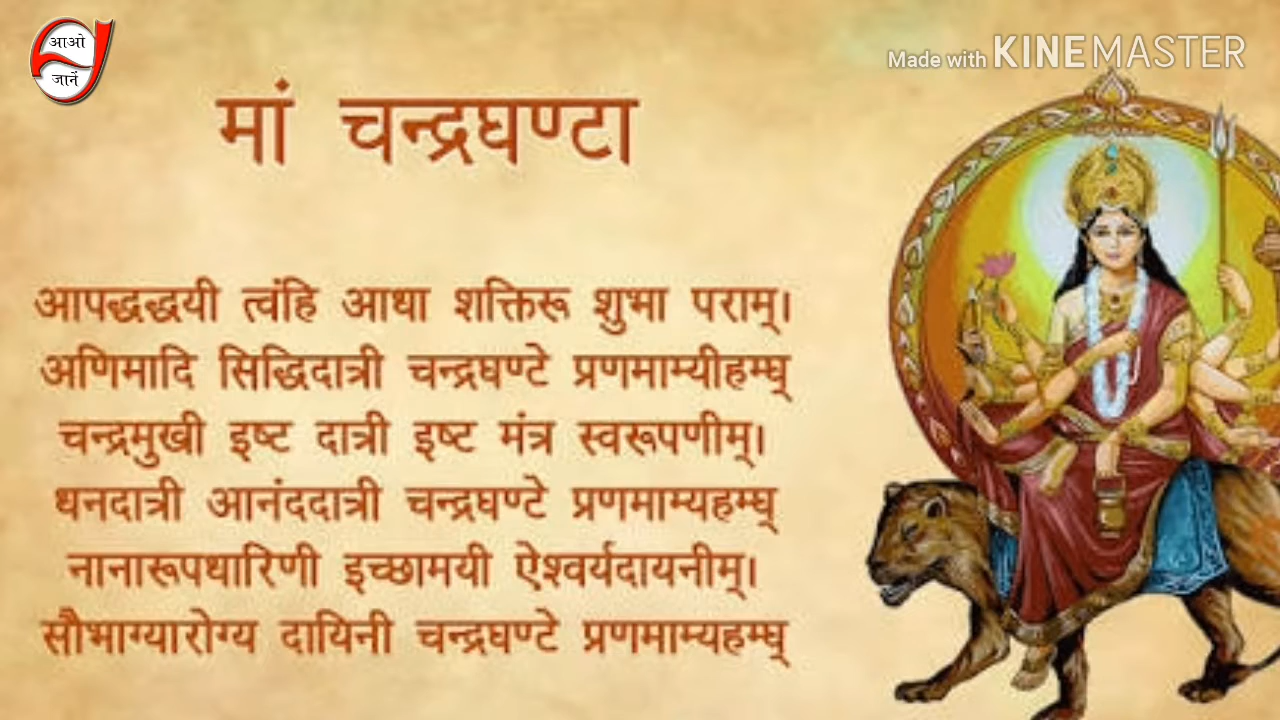 आओ
जानें
Made with KINEMASTER
मां चन्द्रघण्टा
आपद्धद्धयी त्वंहि आधा शक्तिरू शुभा पराम्।
अणिमादि सिद्धिदात्री चन्द्रघण्टे प्रणमाम्यीहम्घ्
चन्द्रमुखी इष्ट दात्री इष्ट मंत्र स्वरूपणीम्।
धनदात्री आनंददात्री चन्द्रघण्टे प्रणमाम्यहम्घ्
नानारूपधारिणी इच्छामयी ऐश्वर्यदायनीम्।
सौभाग्यारोग्य दायिनी चन्द्रघण्टे प्रणमाम्यहम्घ्